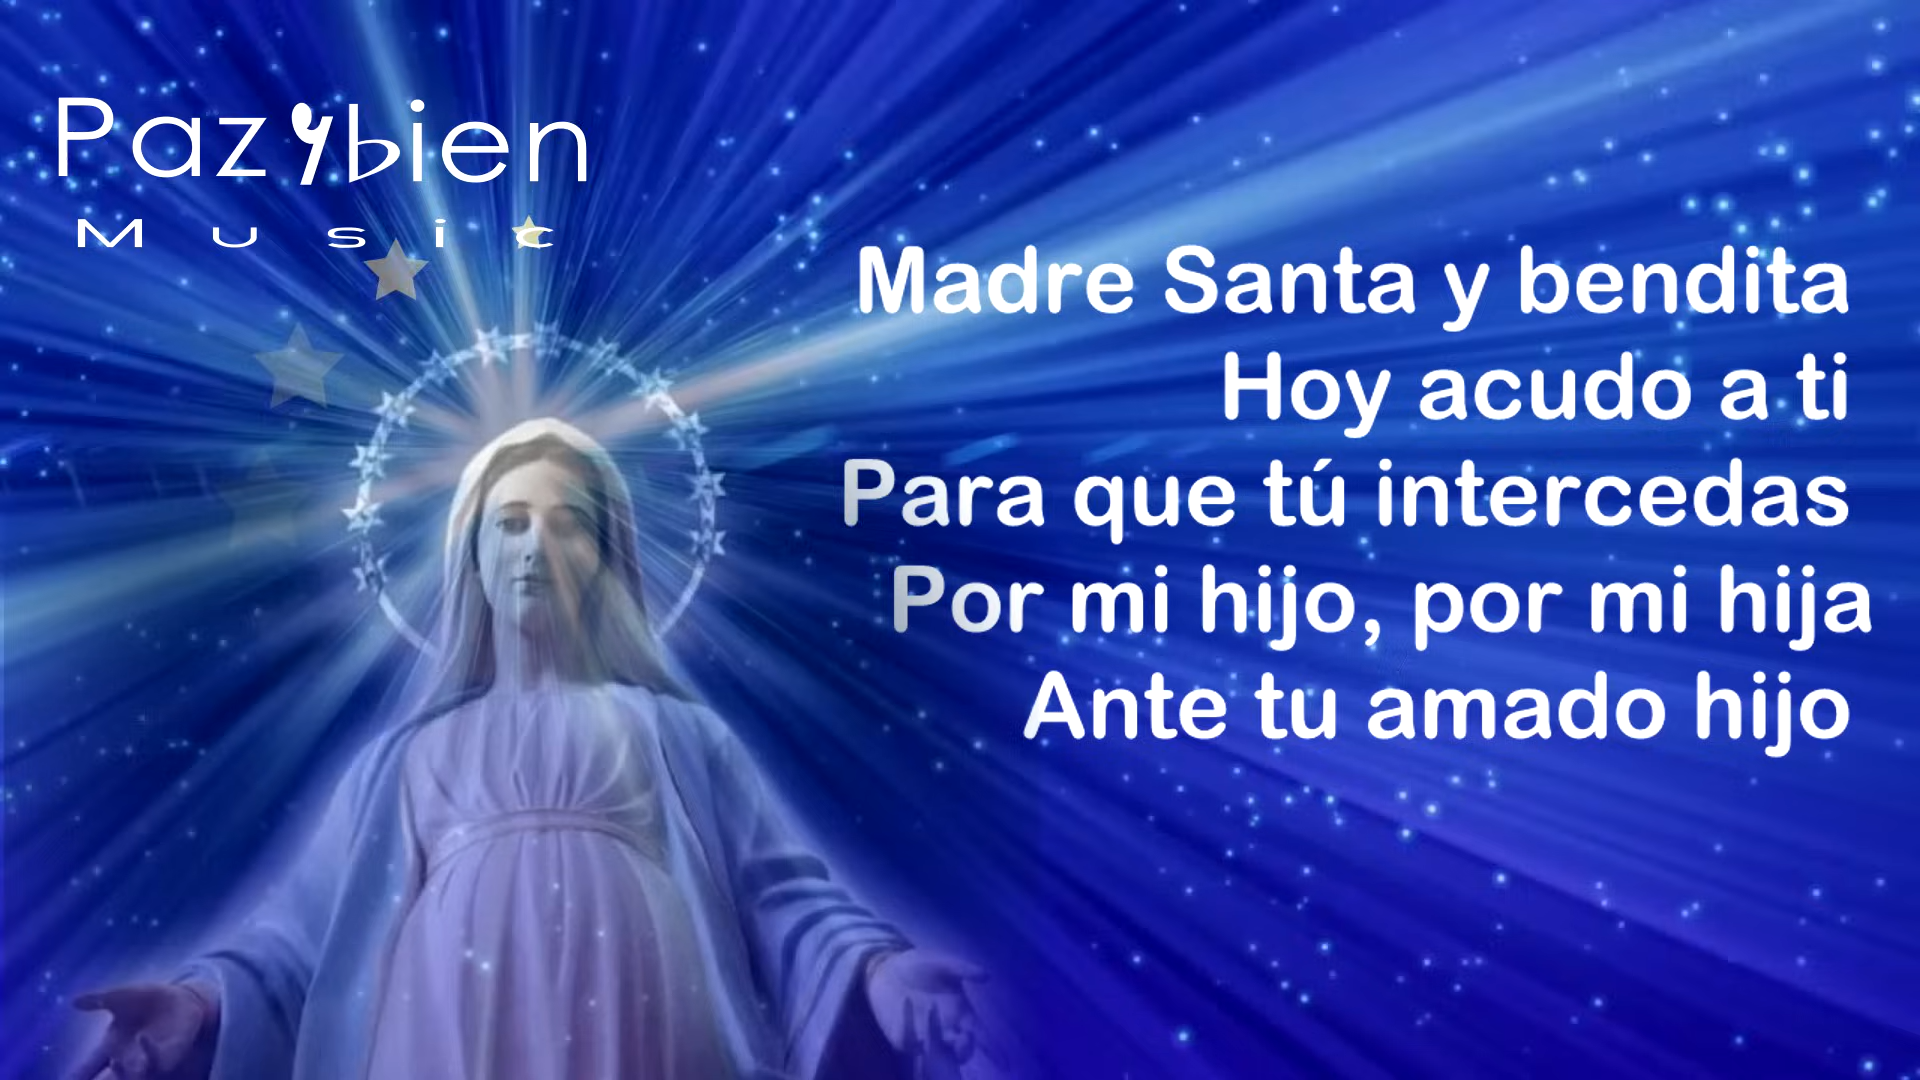 Paz y bien
Music
Madre Santa y bendita
Hoy acudo a ti
Para que tú intercedas
Por mi hijo, por mi hija
Ante tu amado hijo